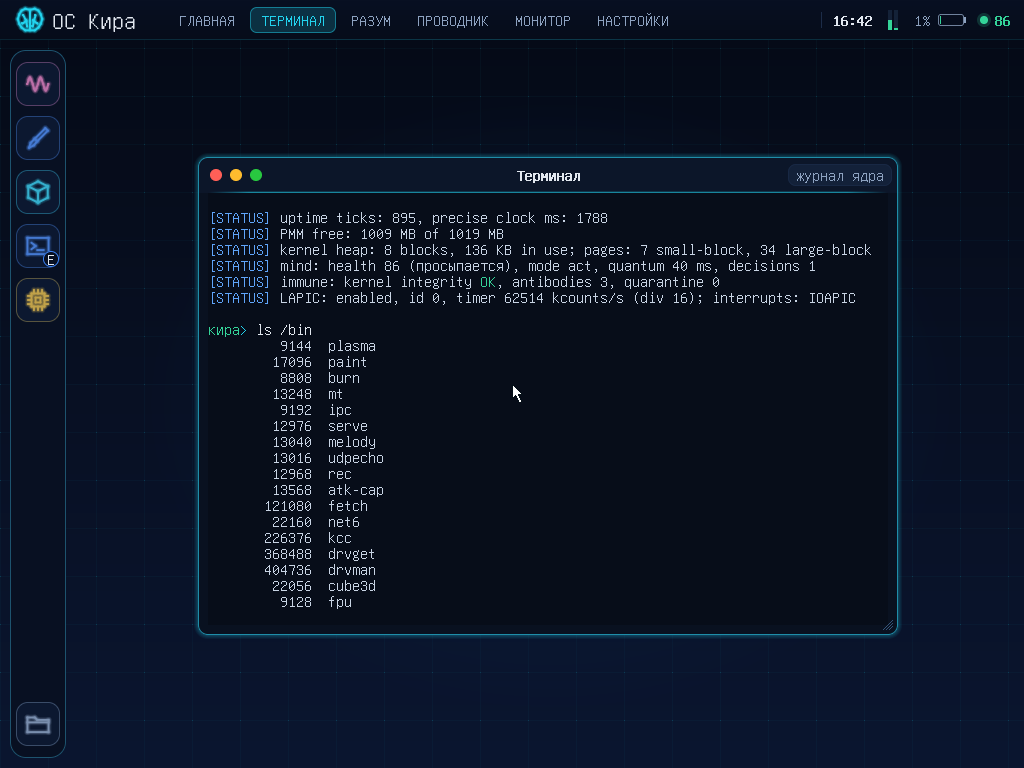 ОС Кира ГЛАВНАЯ ТЕРМИНАЛ РАЗУМ ПРОВОДНИК МОНИТОР НАСТРОЙКИ 16:42 1% 86
Терминал журнал ядра
[STATUS] uptime ticks: 895, precise clock ms: 1788
[STATUS] PMM free: 1009 MB of 1019 MB
[STATUS] kernel heap: 8 blocks, 136 KB in use; pages: 7 small-block, 34 large-block
[STATUS] mind: health 86 (просыпается), mode act, quantum 40 ms, decisions 1
[STATUS] immune: kernel integrity OK, antibodies 3, quarantine 0
[STATUS] LAPIC: enabled, id 0, timer 62514 kcounts/s (div 16); interrupts: IOAPIC
кира> ls /bin
9144 plasma
17096 paint
8808 burn
13248 mt
9192 ipc
12976 serve
13040 melody
13016 udpecho
12968 rec
13568 atk-cap
121080 fetch
22160 net6
226376 kcc
368488 drvget
404736 drvman
22056 cube3d
9128 fpu
E